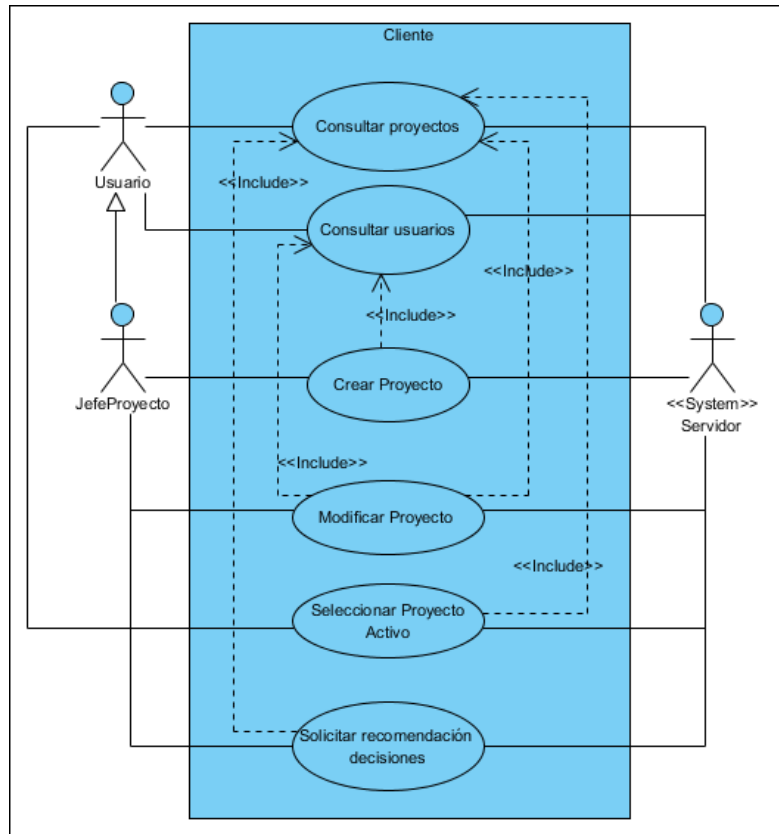 Cliente
Consultar proyectos
Usuario
<<Include>>
Consultar usuarios
<<Include>>
<<Include>>
Crear Proyecto
JefeProyecto
<<System>>
Servidor
<<Include>>
Modificar Proyecto
<<Include>>
Seleccionar Proyecto
Activo
Solicitar recomendación
decisiones